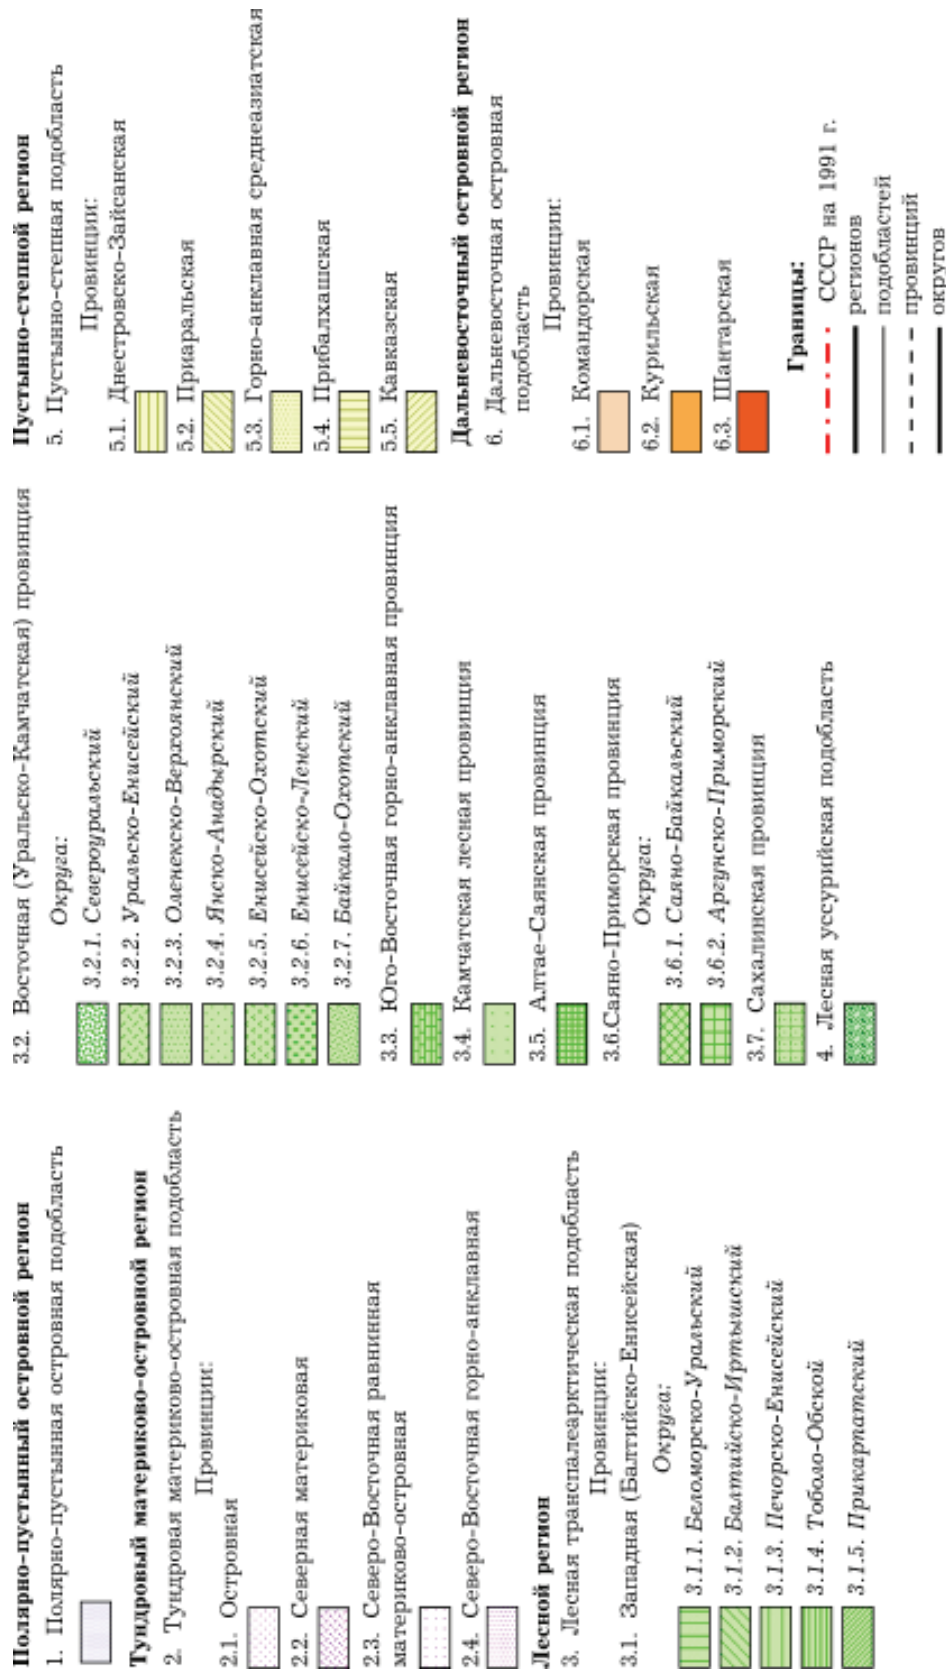 Полярно-пустынный островной регион
1. Полярно-пустынная островная подобласть
Тундровый материково-островной регион
2. Тундровая материково-островная подобласть
Провинции:
2.1. Островная
2.2. Северная материковая
2.3. Северо-Восточная равнинная
материково-островная
2.4. Северо-Восточная горно-анклавная
Лесной регион
3. Лесная транспалеарктическая подобласть
Провинции:
3.1. Западная (Балтийско-Енисейская)
Округа:
3.1.1. Беломорско-Уральский
3.1.2. Балтийско-Иртышский
3.1.3. Печорско-Енисейский
3.1.4. Тоболо-Обской
3.1.5. Прикарпатский
3.2. Восточная (Уральско-Камчатская) провинция
Округа:
3.2.1. Североуральский
3.2.2. Уральско-Енисейский
3.2.3. Оленекско-Верхоянский
3.2.4. Янско-Анадырский
3.2.5. Енисейско-Охотский
3.2.6. Енисейско-Ленский
3.2.7. Байкало-Охотский
3.3. Юго-Восточная горно-анклавная провинция
3.4. Камчатская лесная провинция
3.5. Алтае-Саянская провинция
3.6.Саяно-Приморская провинция
Округа:
3.6.1. Саяно-Байкальский
3.6.2. Аргунско-Приморский
3.7. Сахалинская провинция
4. Лесная уссурийская подобласть
Пустынно-степной регион
5. Пустынно-степная подобласть
Провинции:
5.1. Днестровско-Зайсанская
5.2. Приаральская
5.3. Горно-анклавная среднеазиатская
5.4. Прибалхашская
5.5. Кавказская
Дальневосточный островной регион
6. Дальневосточная островная
подобласть
Провинции:
6.1. Командорская
6.2. Курильская
6.3. Шантарская
Границы:
СССР на 1991 г.
регионов
подобластей
провинций
округов